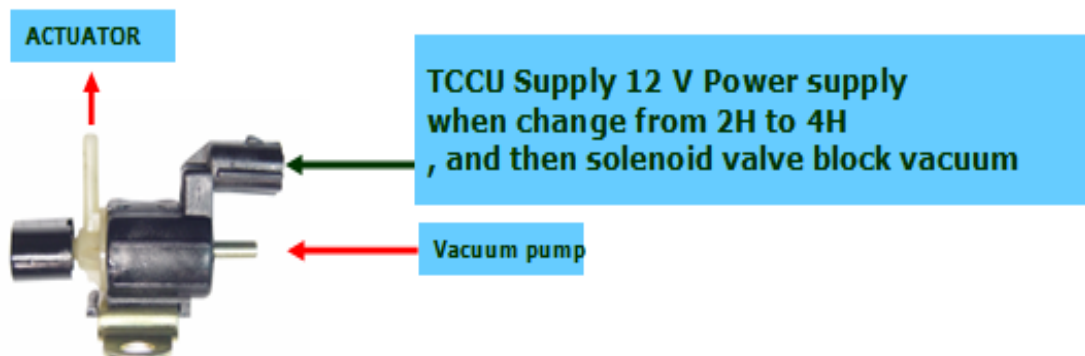 ACTUATOR
TCCU Supply 12 V Power supply
when change from 2H to 4H
, and then solenoid valve block vacuum
Vacuum pump